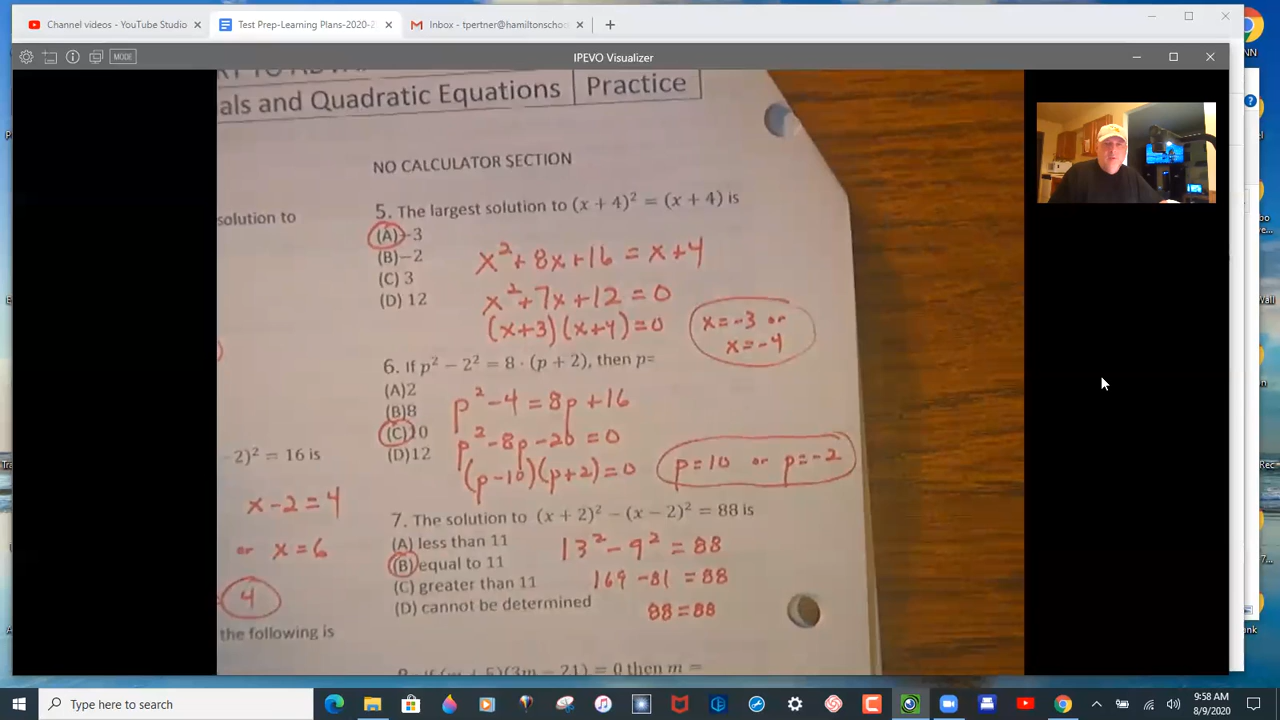 Channel videos - YouTube Studio
Test Prep-Learning Plans-2020-2
Inbox - tpertner@hamiltonschoo
IPEVO Visualizer
MODE
als and Quadratic Equations Practice
NO CALCULATOR SECTION
solution to
5. The largest solution to (x + 4)² = (x + 4) is
(A) -3
(B) -2
(C) 3
(D) 12
x² + 8x + 16 = x + 4
x² + 7x + 12 = 0
(x+3)(x+4) = 0
x = -3 or
x = -4
6. If p² − 2² = 8 · (p + 2), then p=
(A) 2
(B) 8
(C) 10
(D) 12
p² - 4 = 8p + 16
p² - 8p - 20 = 0
(p-10)(p+2) = 0
p = 10 or p = -2
- 2)² = 16 is
x - 2 = 4
or x = 6
4
the following is
7. The solution to (x + 2)² − (x − 2)² = 88 is
(A) less than 11
(B) equal to 11
(C) greater than 11
(D) cannot be determined
13² - 9² = 88
169 - 81 = 88
88 = 88
(3m − 21) = 0 then m =
Type here to search
9:58 AM
8/9/2020